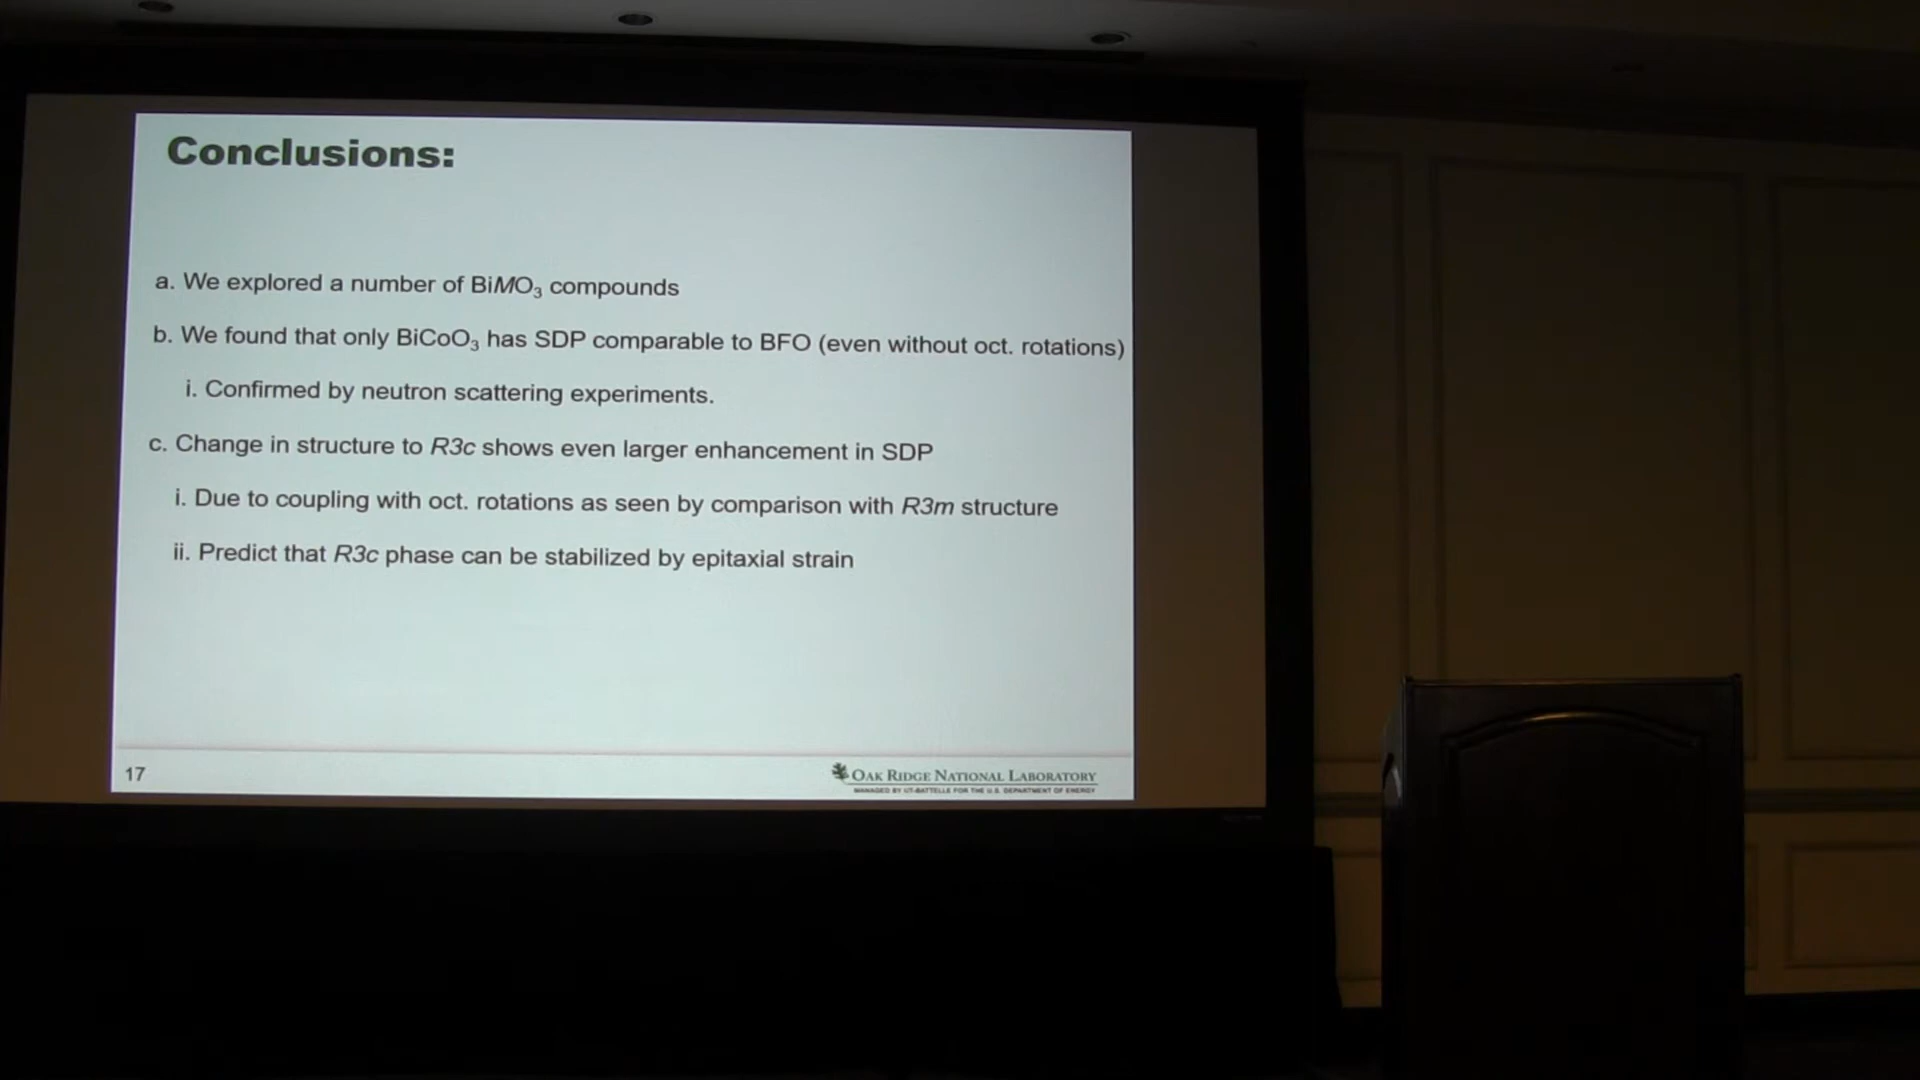 Conclusions:
a. We explored a number of BiMO₃ compounds
b. We found that only BiCoO₃ has SDP comparable to BFO (even without oct. rotations)
i. Confirmed by neutron scattering experiments.
c. Change in structure to R3c shows even larger enhancement in SDP
i. Due to coupling with oct. rotations as seen by comparison with R3m structure
ii. Predict that R3c phase can be stabilized by epitaxial strain
17
OAK RIDGE NATIONAL LABORATORY
MANAGED BY UT-BATTELLE FOR THE U.S. DEPARTMENT OF ENERGY